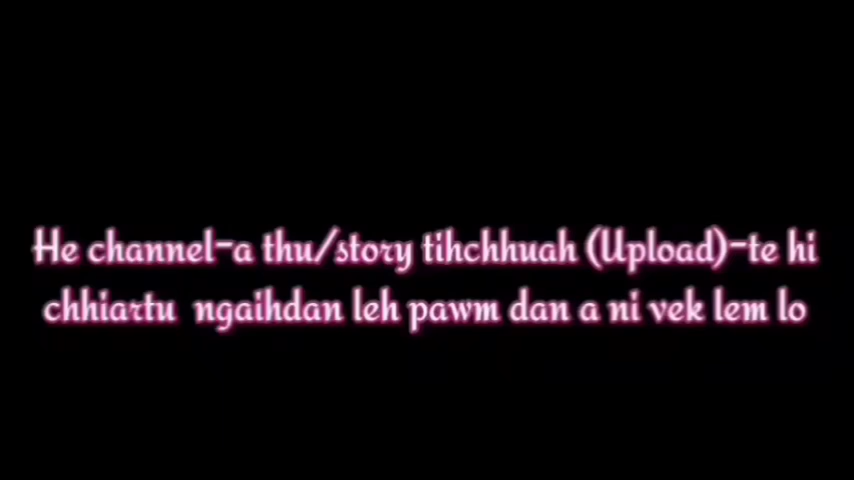 He channel-a thu/story tihchhuah (Upload)-te hi
chhiartu ngaihdan leh pawm dan a ni vek lem lo